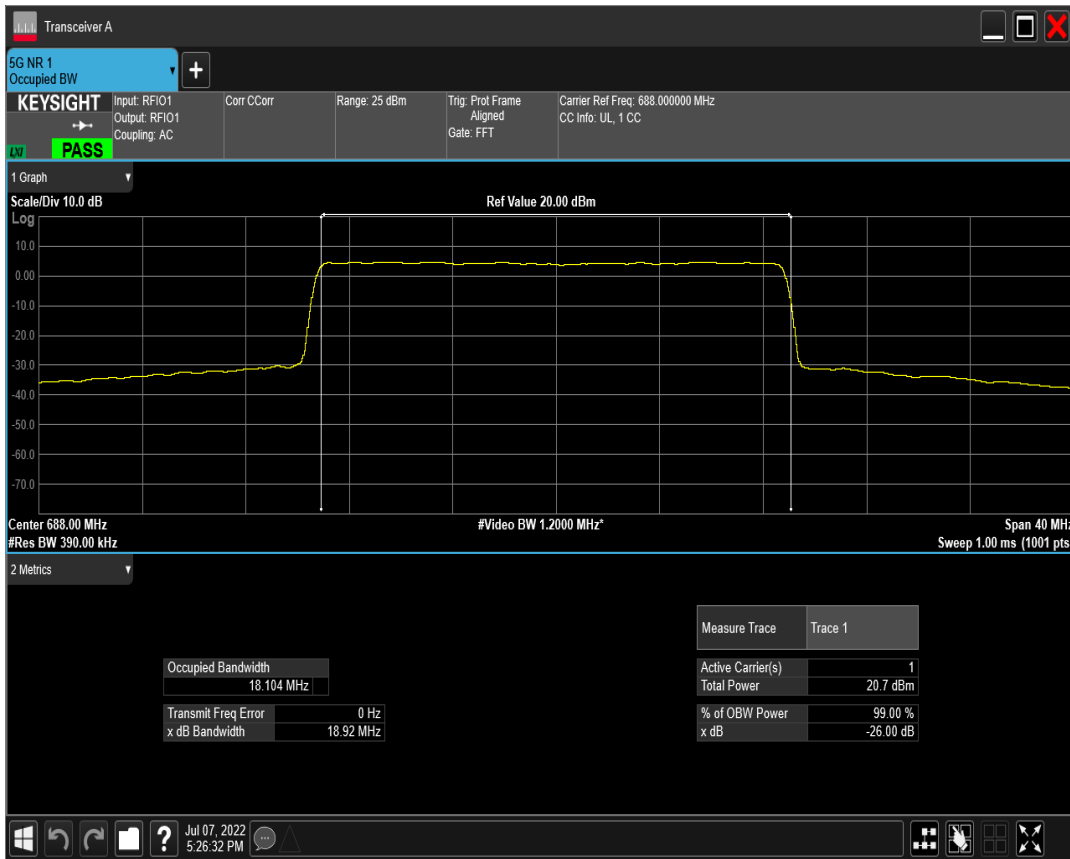 Transceiver A
5G NR 1
Occupied BW
KEYSIGHT
LXI
PASS
Input: RFIO1
Output: RFIO1
Coupling: AC
Corr CCorr
Range: 25 dBm
Trig: Prot Frame
Aligned
Gate: FFT
Carrier Ref Freq: 688.000000 MHz
CC Info: UL, 1 CC
1 Graph
Scale/Div 10.0 dB
Ref Value 20.00 dBm
Log
10.0
0.00
-10.0
-20.0
-30.0
-40.0
-50.0
-60.0
-70.0
Center 688.00 MHz
#Video BW 1.2000 MHz*
Span 40 MHz
#Res BW 390.00 kHz
Sweep 1.00 ms (1001 pts
2 Metrics
Measure Trace Trace 1
Occupied Bandwidth
18.104 MHz
Active Carrier(s) 1
Total Power 20.7 dBm
Transmit Freq Error 0 Hz
x dB Bandwidth 18.92 MHz
% of OBW Power 99.00 %
x dB -26.00 dB
?
Jul 07, 2022
5:26:32 PM